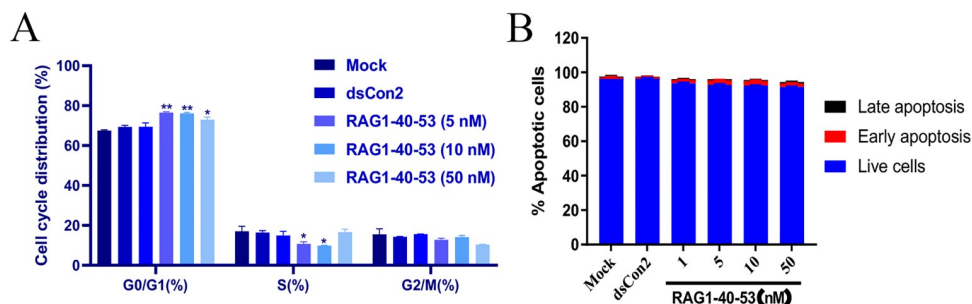 A
Cell cycle distribution (%)
100
80
60
40
20
0
** ** *
* *
G0/G1(%) S(%) G2/M(%)
Mock
dsCon2
RAG1-40-53 (5 nM)
RAG1-40-53 (10 nM)
RAG1-40-53 (50 nM)
B
% Apoptotic cells
120
100
80
60
40
20
0
Mock dsCon2 1 5 10 50
RAG1-40-53(nM)
Late apoptosis
Early apoptosis
Live cells